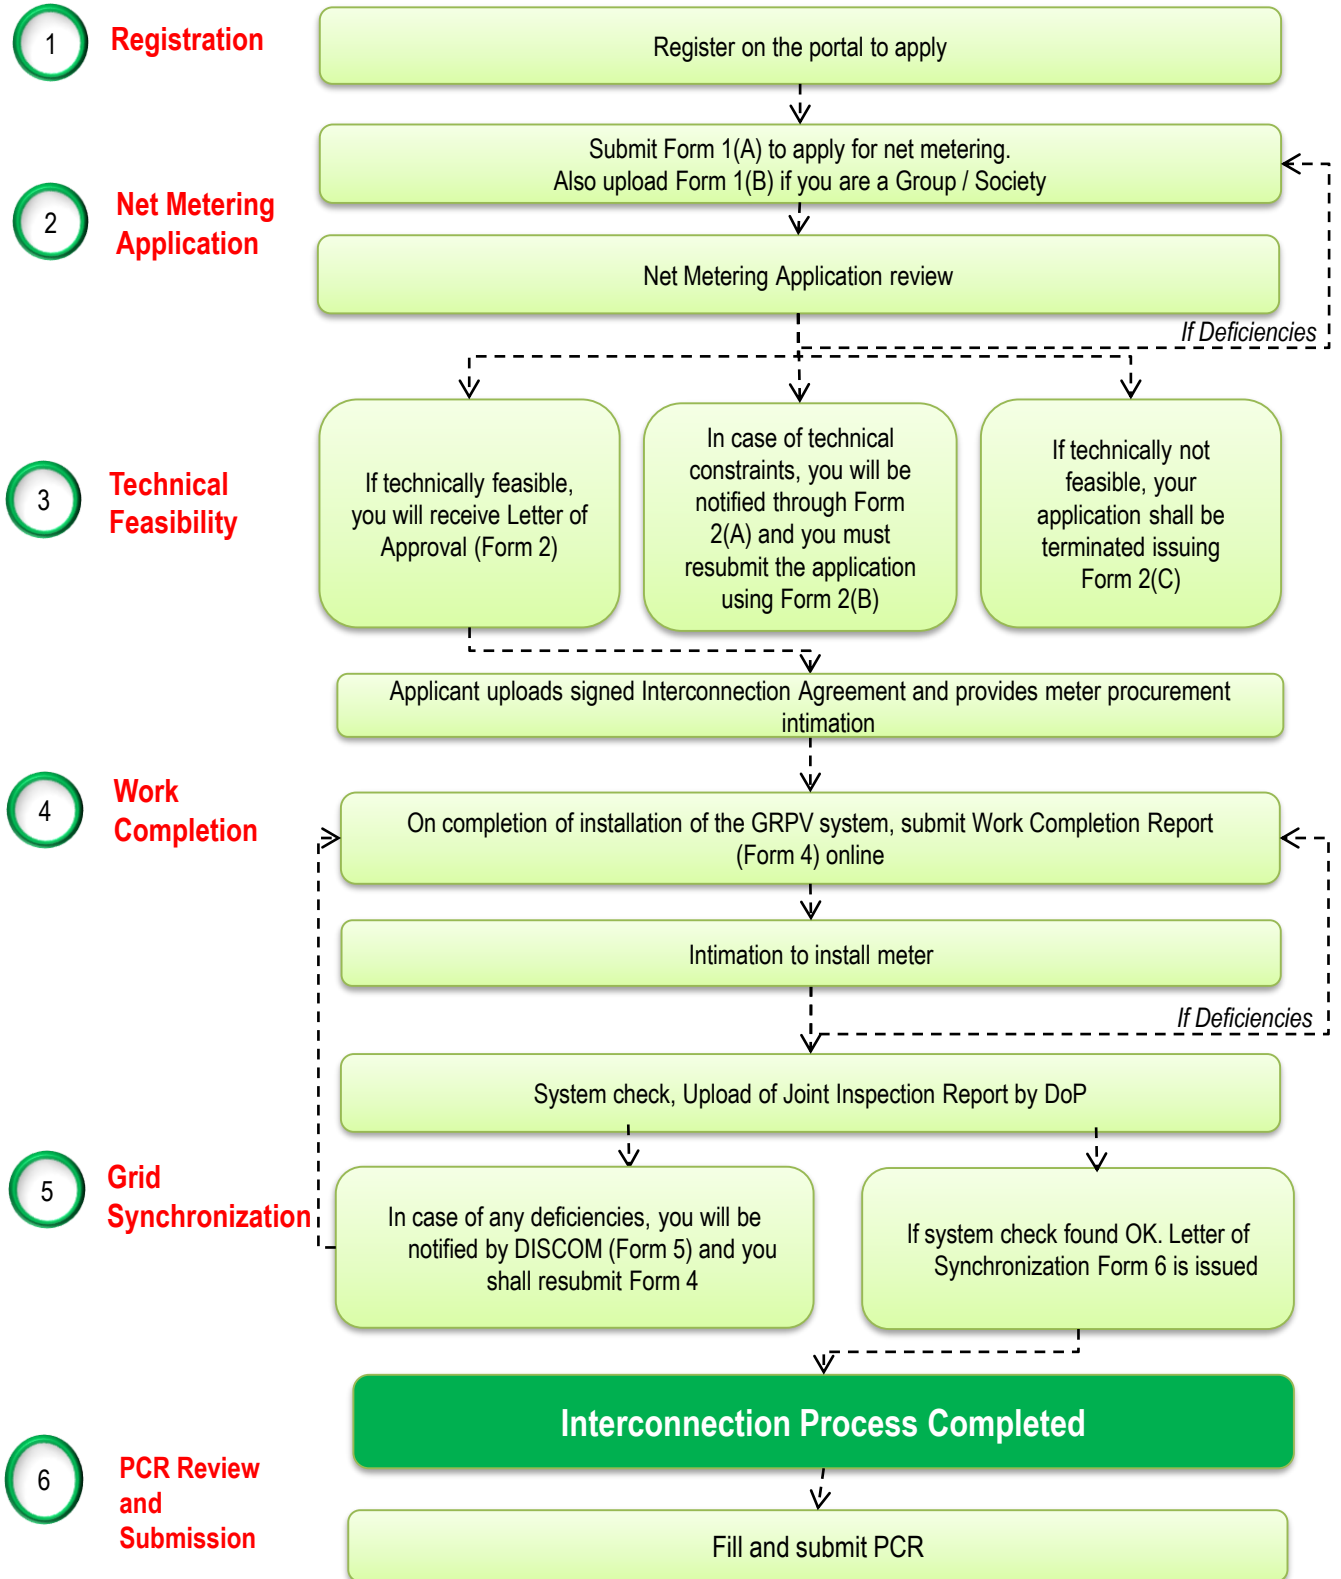 1
Registration
Register on the portal to apply
Submit Form 1(A) to apply for net metering.
Also upload Form 1(B) if you are a Group / Society
2
Net Metering
Application
Net Metering Application review
If Deficiencies
3
Technical
Feasibility
If technically feasible,
you will receive Letter of
Approval (Form 2)
In case of technical
constraints, you will be
notified through Form
2(A) and you must
resubmit the application
using Form 2(B)
If technically not
feasible, your
application shall be
terminated issuing
Form 2(C)
Applicant uploads signed Interconnection Agreement and provides meter procurement
intimation
4
Work
Completion
On completion of installation of the GRPV system, submit Work Completion Report
(Form 4) online
Intimation to install meter
If Deficiencies
System check, Upload of Joint Inspection Report by DoP
5
Grid
Synchronization
In case of any deficiencies, you will be
notified by DISCOM (Form 5) and you
shall resubmit Form 4
If system check found OK. Letter of
Synchronization Form 6 is issued
Interconnection Process Completed
6
PCR Review
and
Submission
Fill and submit PCR